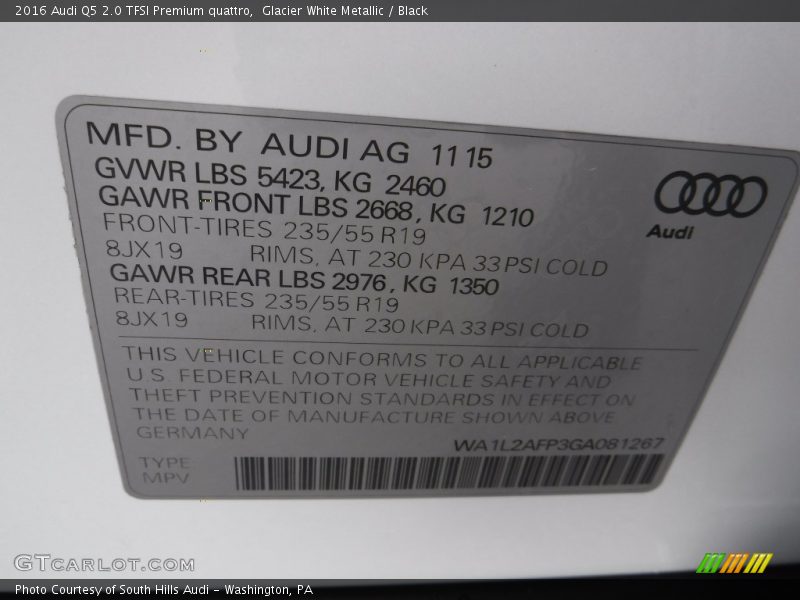 2016 Audi Q5 2.0 TFSI Premium quattro,  Glacier White Metallic / Black
MFD. BY AUDI AG 11 15
GVWR LBS 5423, KG 2460
GAWR FRONT LBS 2668, KG 1210
FRONT-TIRES 235/55 R19
8JX19 RIMS, AT 230 KPA 33 PSI COLD
GAWR REAR LBS 2976, KG 1350
REAR-TIRES 235/55 R19
8JX19 RIMS, AT 230 KPA 33 PSI COLD
Audi
THIS VEHICLE CONFORMS TO ALL APPLICABLE
U.S. FEDERAL MOTOR VEHICLE SAFETY AND
THEFT PREVENTION STANDARDS IN EFFECT ON
THE DATE OF MANUFACTURE SHOWN ABOVE
GERMANY
WA1L2AFP3GA081267
TYPE:
MPV
GTCARLOT.COM
Photo Courtesy of South Hills Audi - Washington, PA